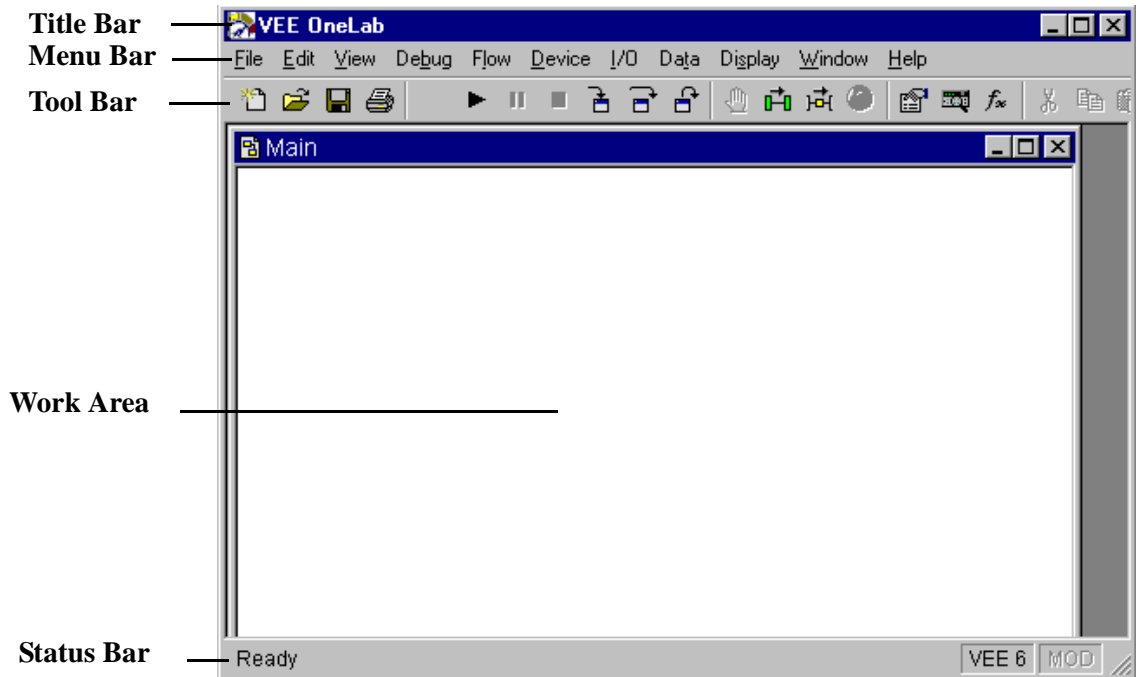 Title Bar
VEE OneLab
Menu Bar
File Edit View Debug Flow Device I/O Data Display Window Help
Tool Bar
Main
Work Area
Status Bar
Ready VEE 6 MOD